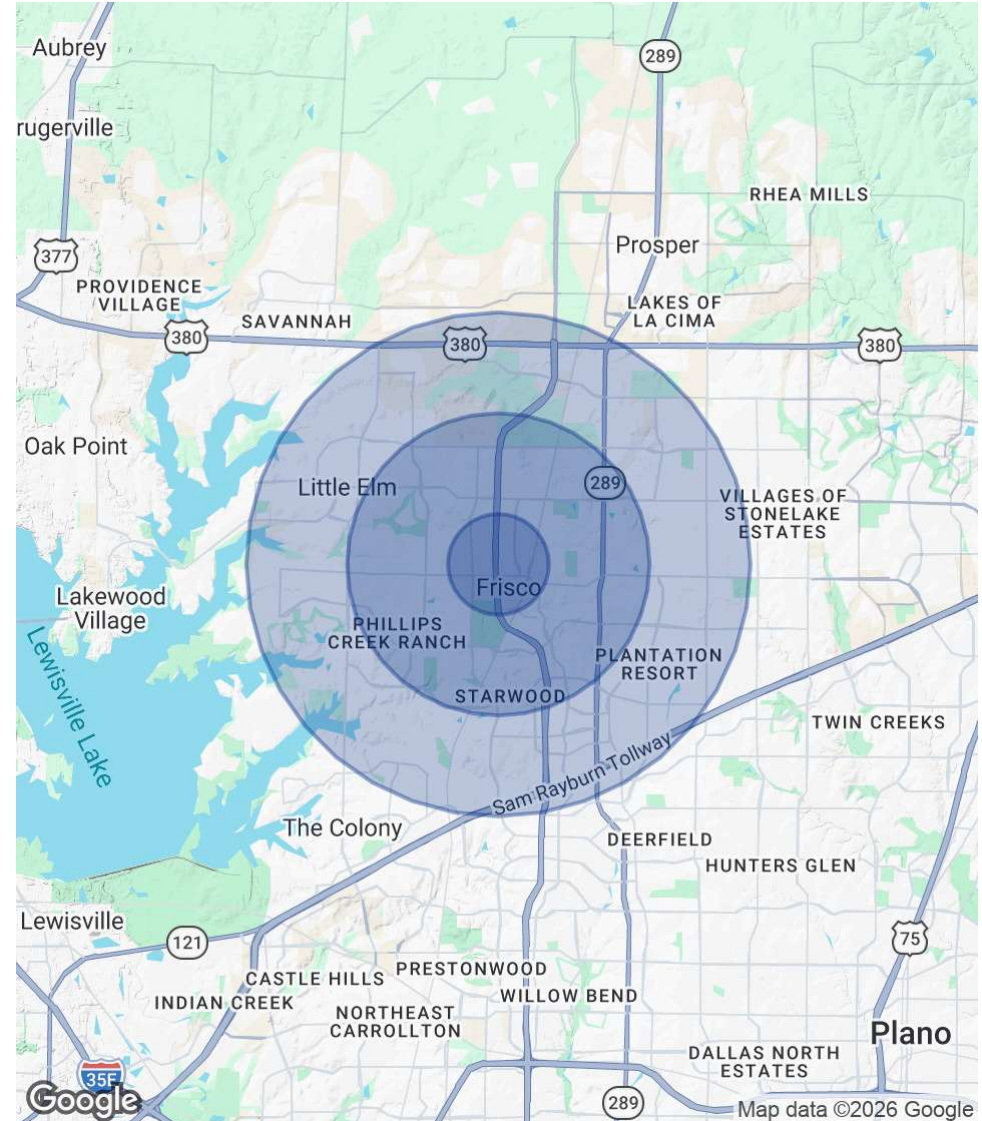 Aubrey
289
rugerville
RHEA MILLS
Prosper
377
PROVIDENCE
VILLAGE
LAKES OF
LA CIMA
SAVANNAH
380
380
380
Oak Point
Little Elm
289
VILLAGES OF
STONELAKE
ESTATES
Frisco
Lakewood
Village
PHILLIPS
CREEK RANCH
Lewisville Lake
PLANTATION
RESORT
STARWOOD
TWIN CREEKS
Sam Rayburn Tollway
The Colony
DEERFIELD
HUNTERS GLEN
Lewisville
121
75
CASTLE HILLS
PRESTONWOOD
INDIAN CREEK
WILLOW BEND
NORTHEAST
CARROLLTON
Plano
DALLAS NORTH
ESTATES
35E
Google
289
Map data ©2026 Google